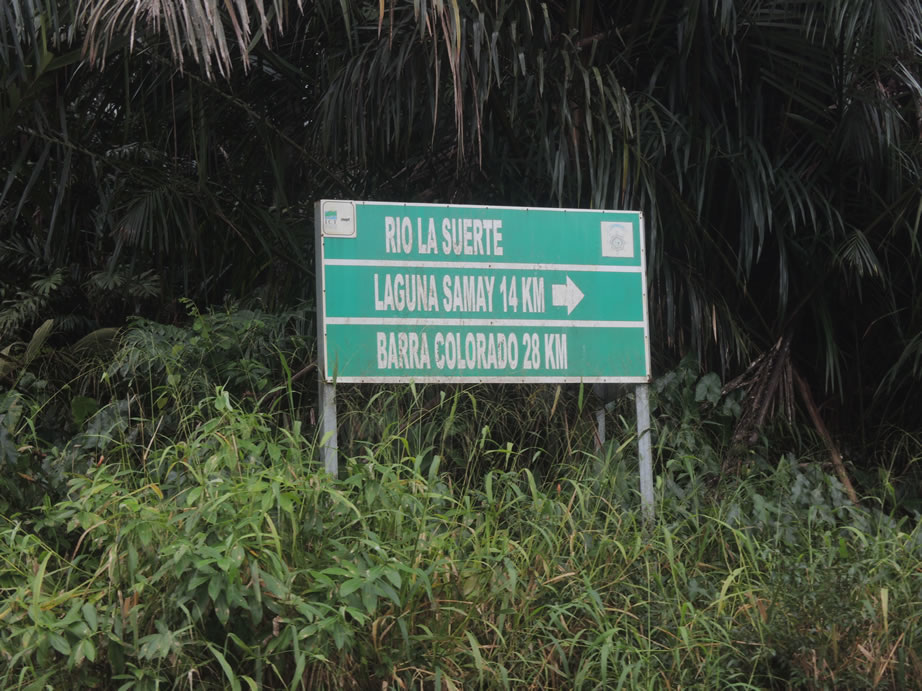 RIO LA SUERTE
LAGUNA SAMAY 14 KM
BARRA COLORADO 28 KM